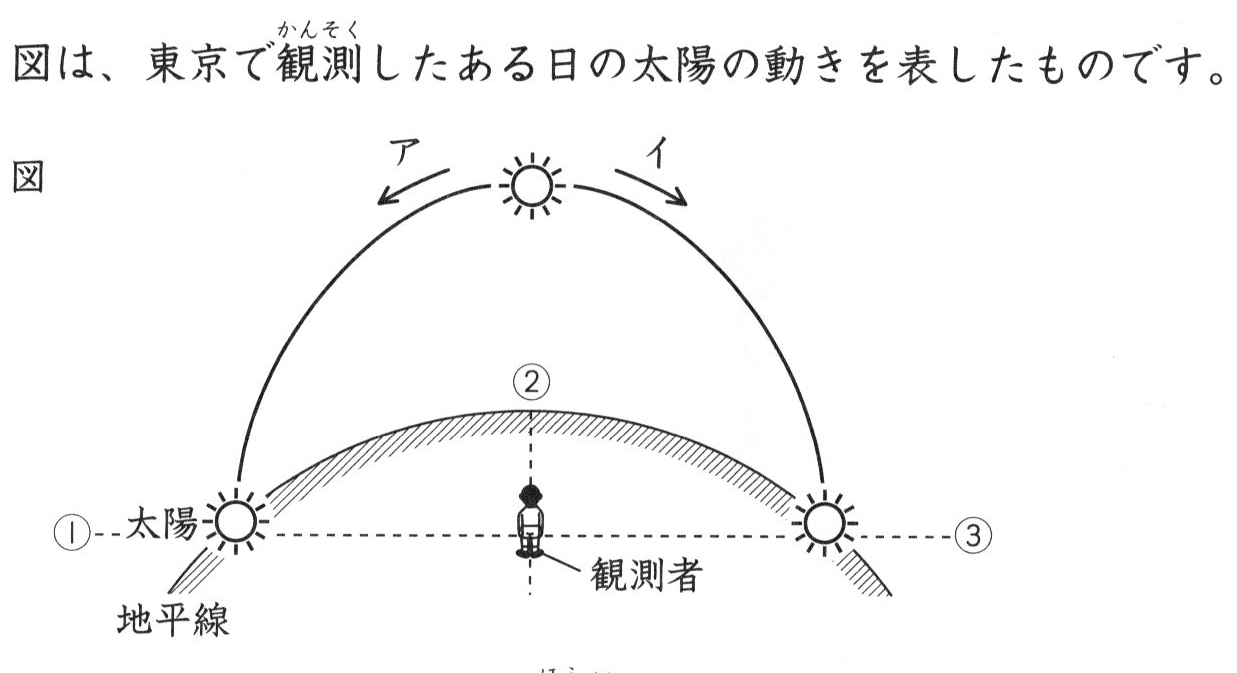 かんそく
図は、東京で観測したある日の太陽の動きを表したものです。
図
ア
イ
②
① 太陽 ③
観測者
地平線